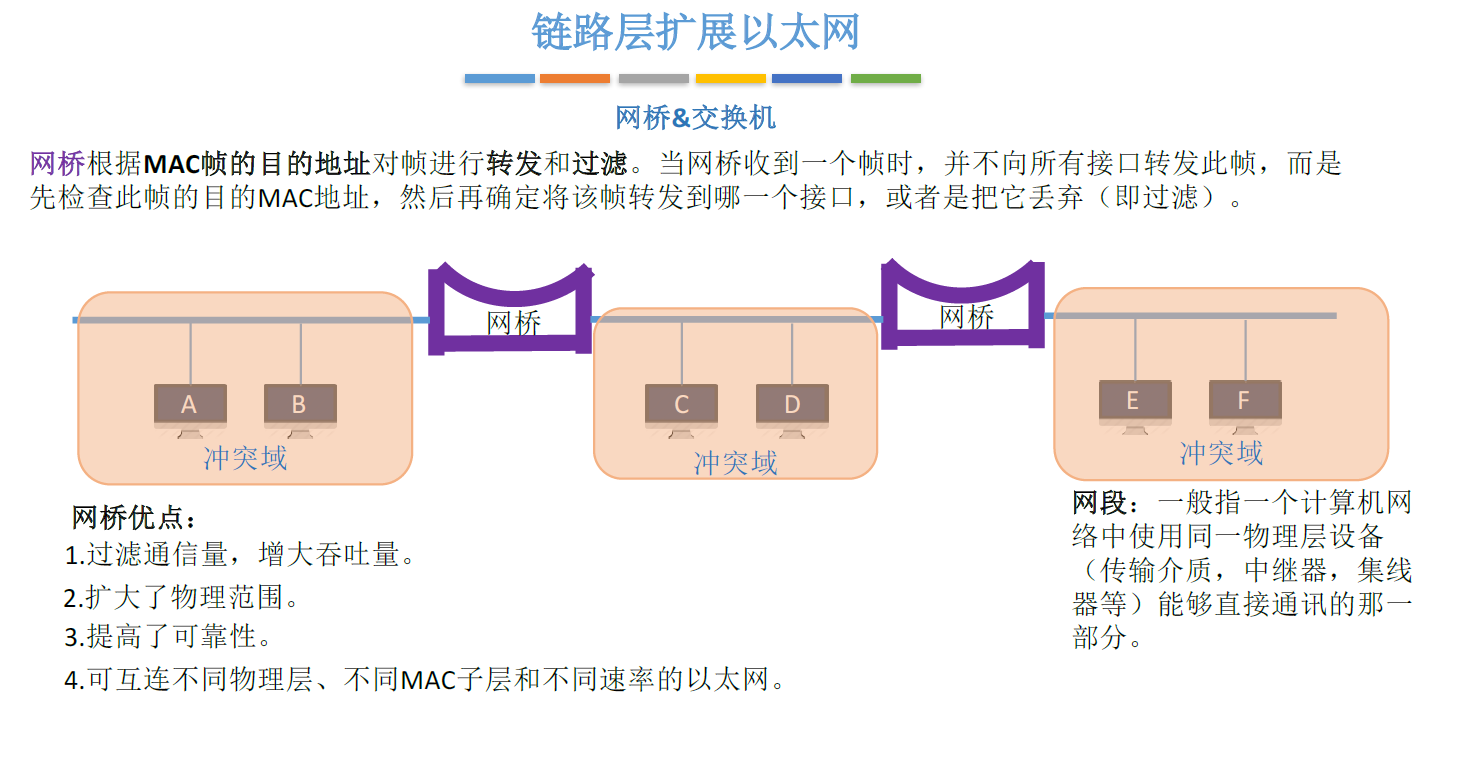 链路层扩展以太网
网桥&交换机
网桥根据MAC帧的目的地址对帧进行转发和过滤。当网桥收到一个帧时，并不向所有接口转发此帧，而是
先检查此帧的目的MAC地址，然后再确定将该帧转发到哪一个接口，或者是把它丢弃（即过滤）。
网桥
网桥
A
B
冲突域
C
D
冲突域
E
F
冲突域
网桥优点：
1.过滤通信量，增大吞吐量。
2.扩大了物理范围。
3.提高了可靠性。
4.可互连不同物理层、不同MAC子层和不同速率的以太网。
网段：一般指一个计算机网
络中使用同一物理层设备
（传输介质，中继器，集线
器等）能够直接通讯的那一
部分。